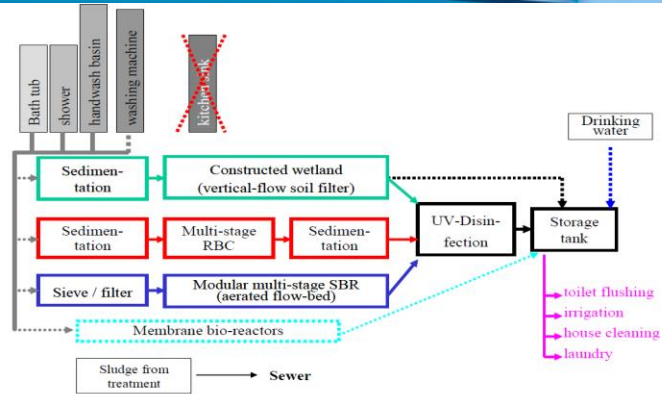 Bath tub
shower
handwash basin
washing machine
kitchen sink
Drinking
water
Sedimen-
tation
Constructed wetland
(vertical-flow soil filter)
UV-Disin-
fection
Storage
tank
Sedimen-
tation
Multi-stage
RBC
Sedimen-
tation
Sieve / filter
Modular multi-stage SBR
(aerated flow-bed)
Membrane bio-reactors
toilet flushing
irrigation
house cleaning
laundry
Sludge from
treatment
Sewer